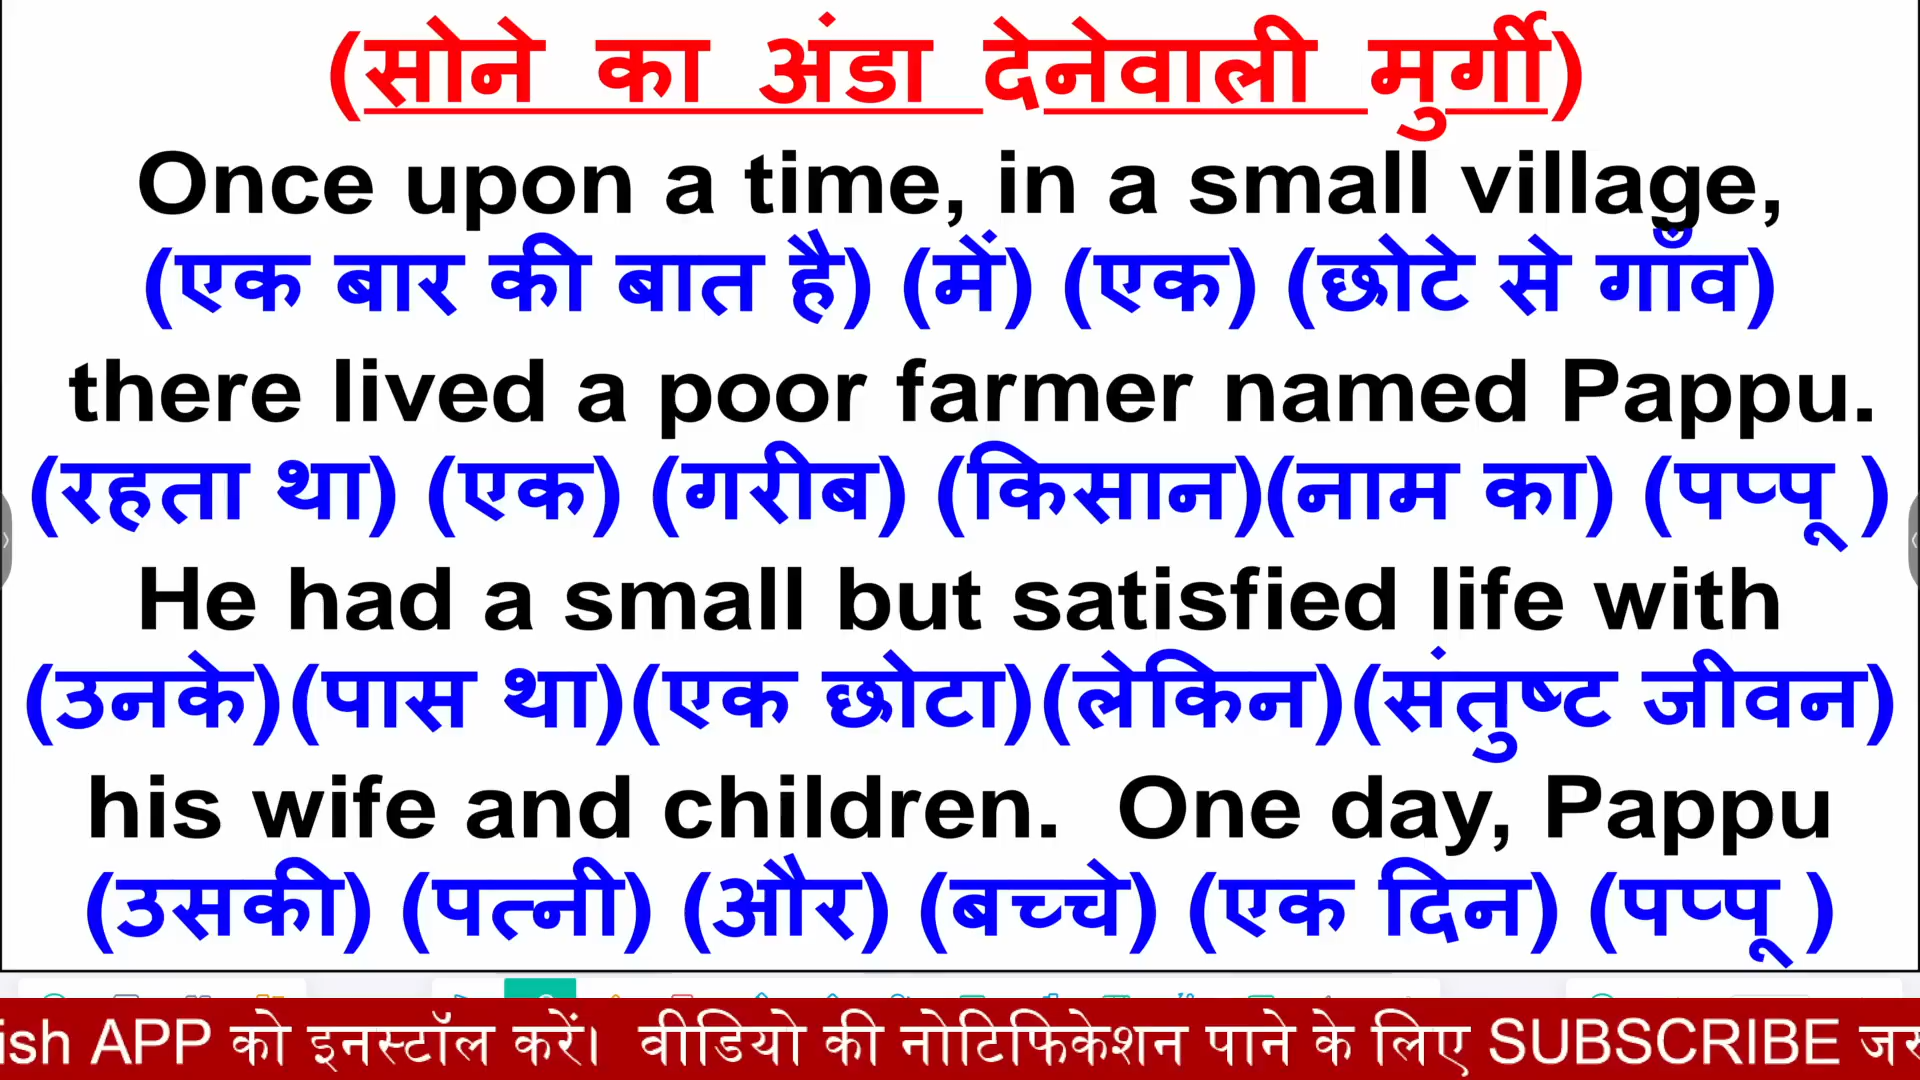 (सोने का अंडा देनेवाली मुर्गी)
Once upon a time, in a small village,
(एक बार की बात है) (में) (एक) (छोटे से गाँव)
there lived a poor farmer named Pappu.
(रहता था) (एक) (गरीब) (किसान)(नाम का) (पप्पू )
He had a small but satisfied life with
(उनके)(पास था)(एक छोटा)(लेकिन)(संतुष्ट जीवन)
his wife and children. One day, Pappu
(उसकी) (पत्नी) (और) (बच्चे) (एक दिन) (पप्पू )
ish APP को इनस्टॉल करें। वीडियो की नोटिफिकेशन पाने के लिए SUBSCRIBE